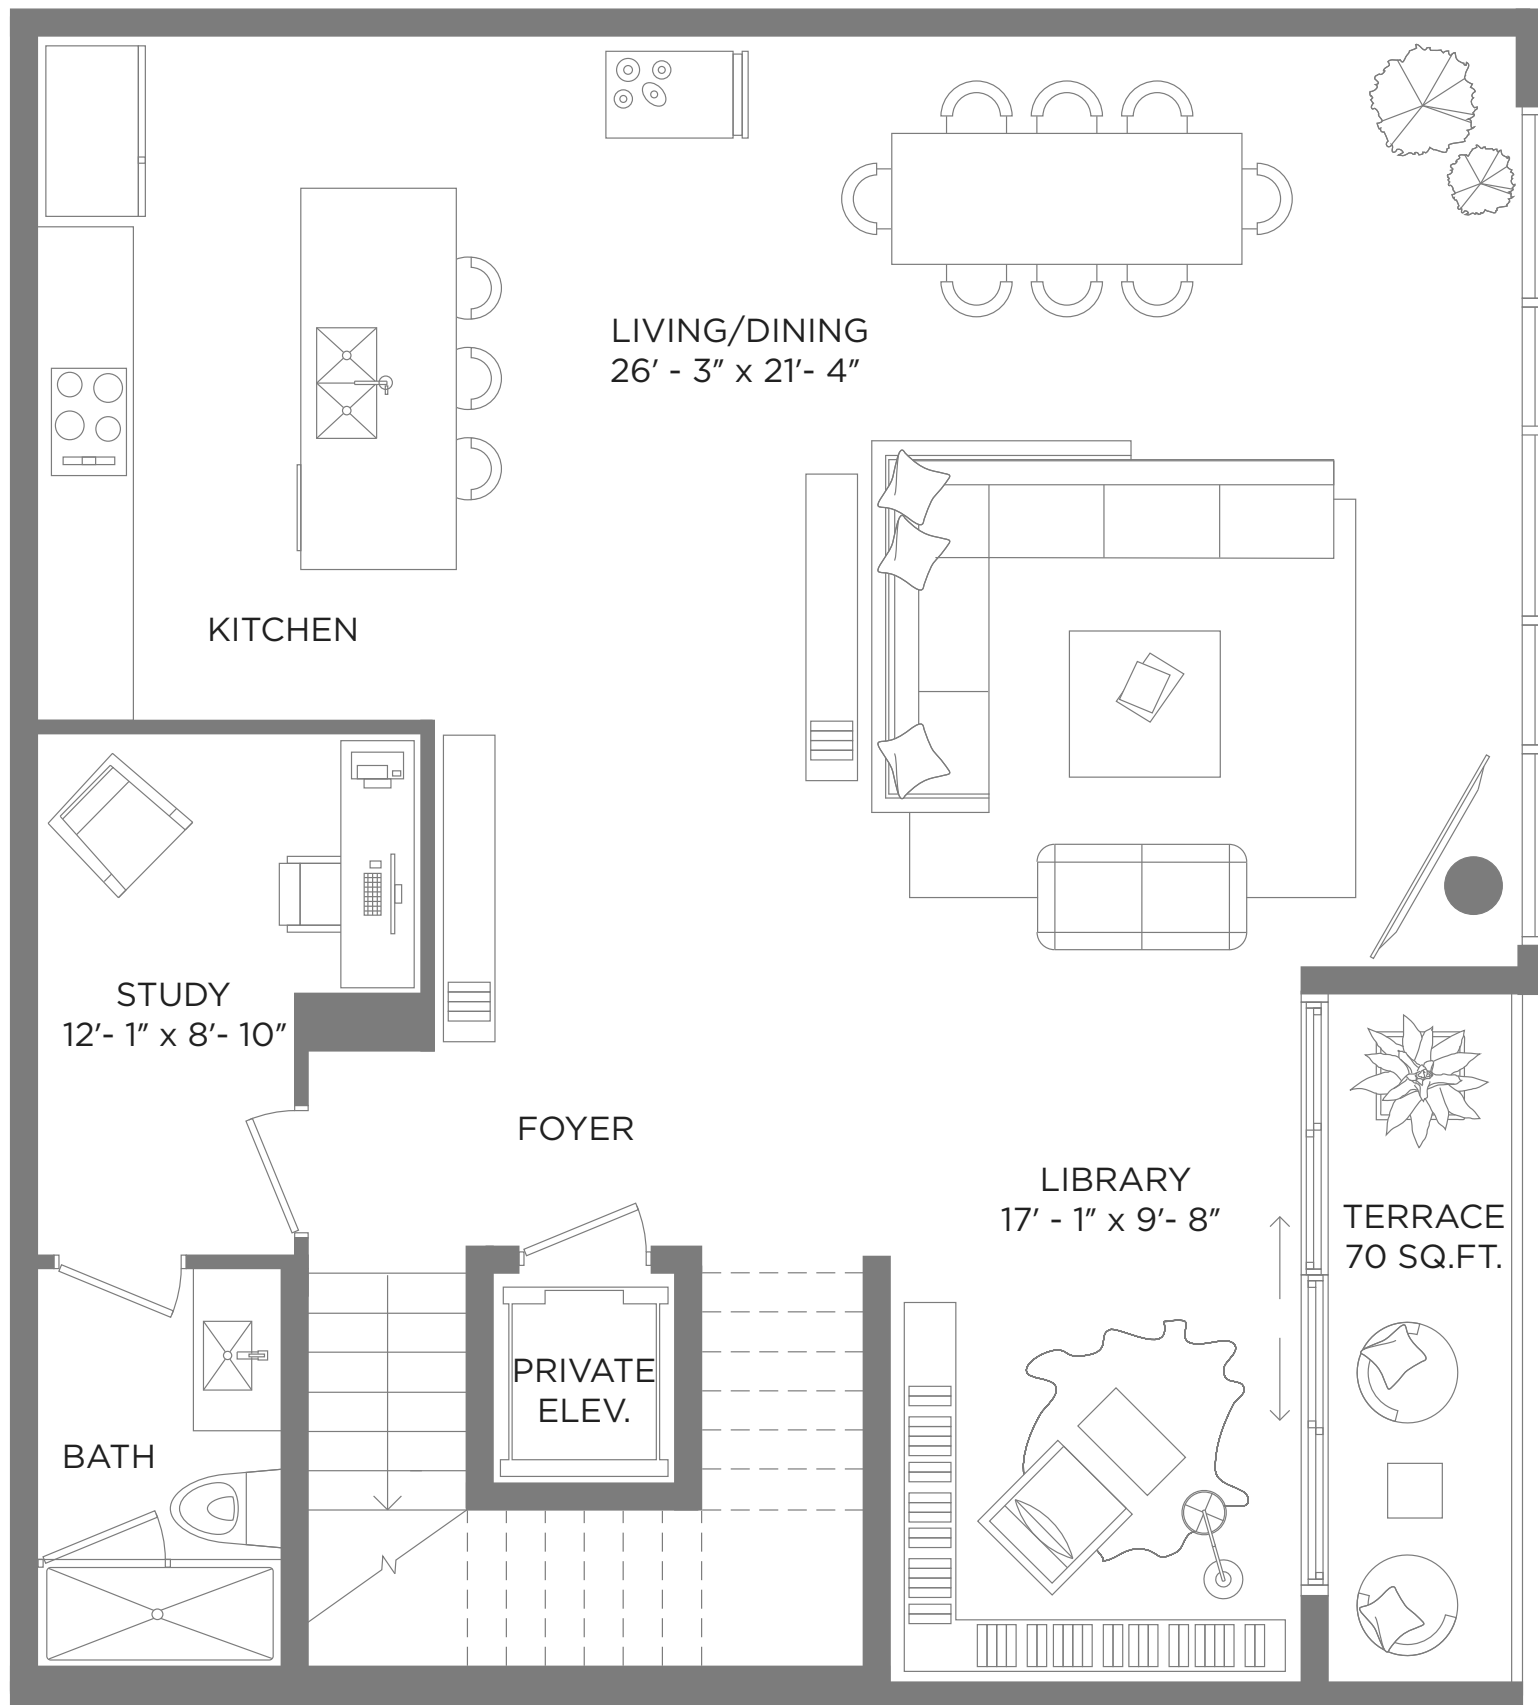 LIVING/DINING
26′ - 3″ x 21′- 4″
KITCHEN
STUDY
12′- 1″ x 8′- 10″
FOYER
LIBRARY
17′ - 1″ x 9′- 8″
TERRACE
70 SQ.FT.
PRIVATE
ELEV.
BATH